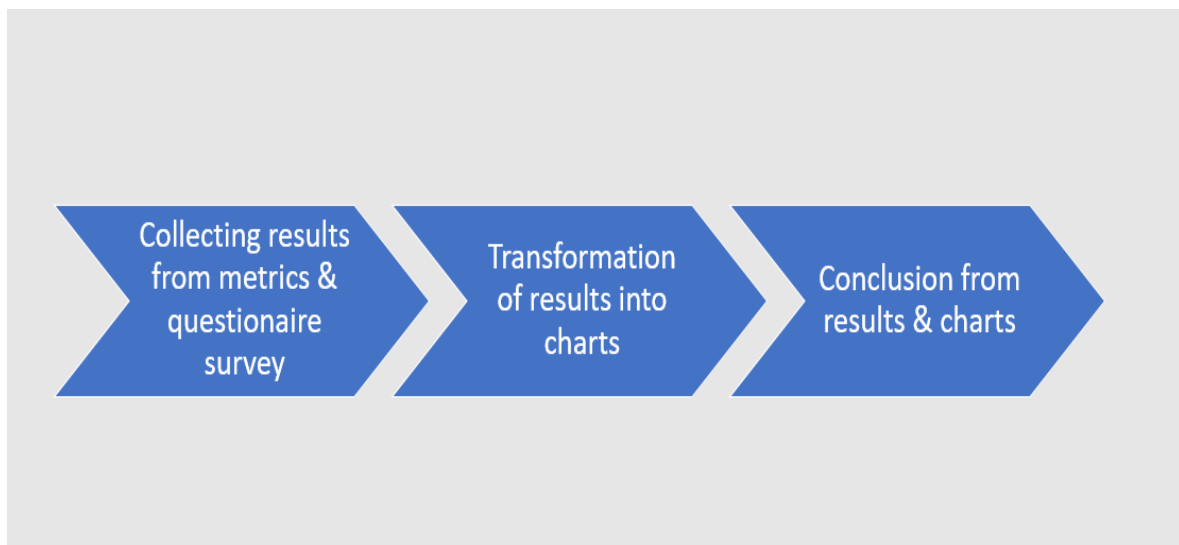 Collecting results
from metrics &
questionaire
survey
Transformation
of results into
charts
Conclusion from
results & charts